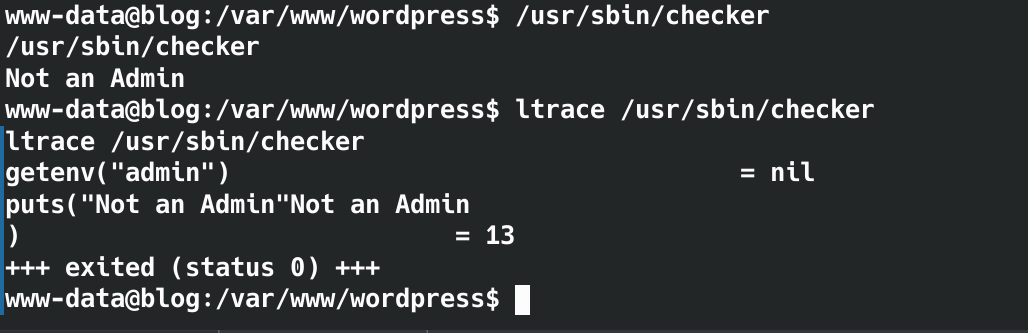 www-data@blog:/var/www/wordpress$ /usr/sbin/checker
/usr/sbin/checker
Not an Admin
www-data@blog:/var/www/wordpress$ ltrace /usr/sbin/checker
ltrace /usr/sbin/checker
getenv("admin")                                  = nil
puts("Not an Admin"Not an Admin
)                             = 13
+++ exited (status 0) +++
www-data@blog:/var/www/wordpress$